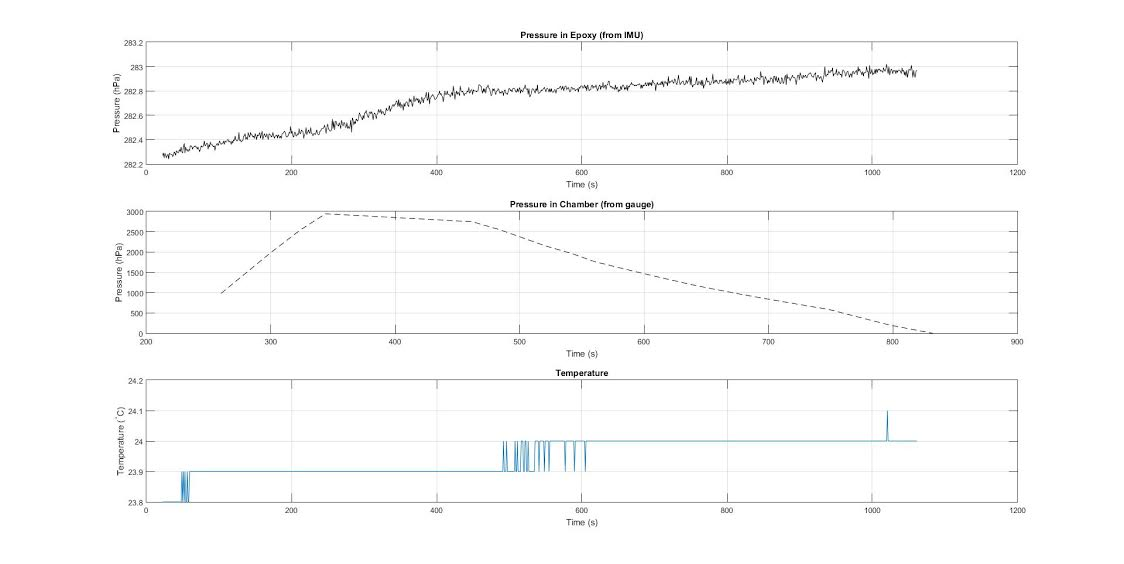 Pressure in Epoxy (from IMU)
283.2
283
282.8
282.6
282.4
282.2
Pressure (hPa)
0 200 400 600 800 1000 1200
Time (s)
Pressure in Chamber (from gauge)
3000
2500
2000
1500
1000
500
0
Pressure (hPa)
200 300 400 500 600 700 800 900
Time (s)
Temperature
24.2
24.1
24
23.9
23.8
Temperature (°C)
0 200 400 600 800 1000 1200
Time (s)